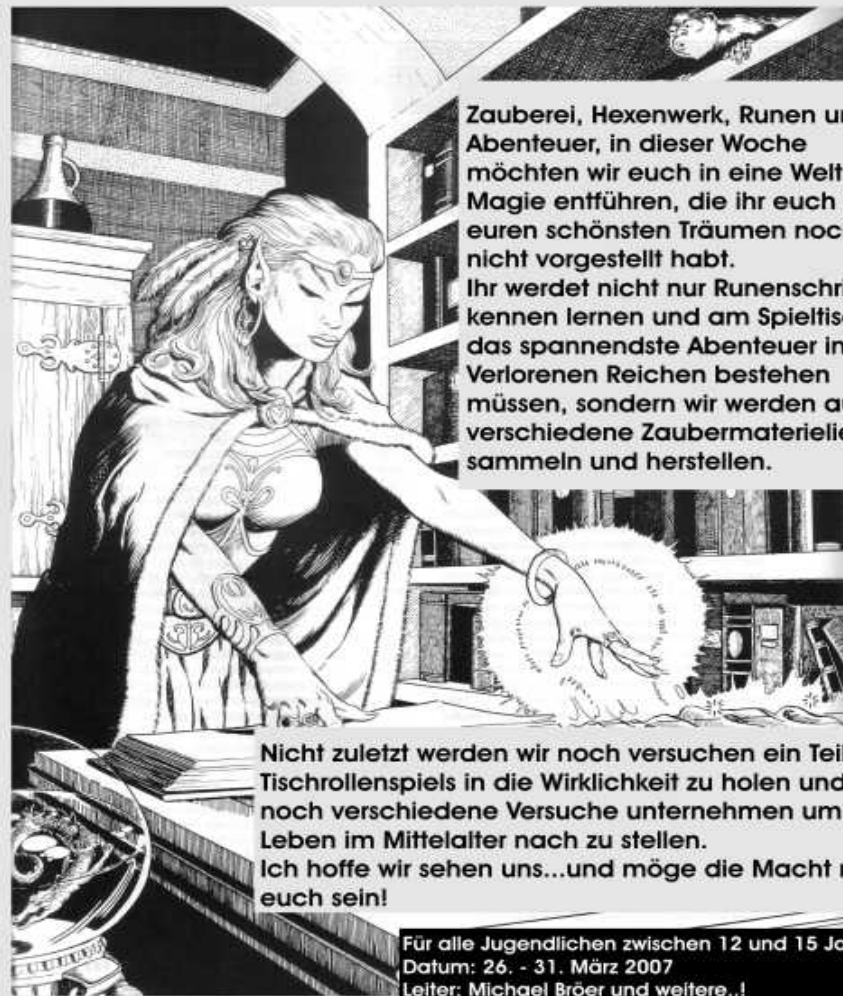 Zauberei, Hexenwerk, Runen u
Abenteuer, in dieser Woche
möchten wir euch in eine Welt
Magie entführen, die ihr euch
euren schönsten Träumen noc
nicht vorgestellt habt.
Ihr werdet nicht nur Runenschri
kennen lernen und am Spieltis
das spannendste Abenteuer in
Verlorenen Reichen bestehen
müssen, sondern wir werden a
verschiedene Zaubermaterielie
sammeln und herstellen.
Nicht zuletzt werden wir noch versuchen ein Teil
Tischrollenspiels in die Wirklichkeit zu holen und
noch verschiedene Versuche unternehmen um
Leben im Mittelalter nach zu stellen.
Ich hoffe wir sehen uns...und möge die Macht
euch sein!
Für alle Jugendlichen zwischen 12 und 15 Ja
Datum: 26. - 31. März 2007
Leiter: Michael Bröer und weitere..!